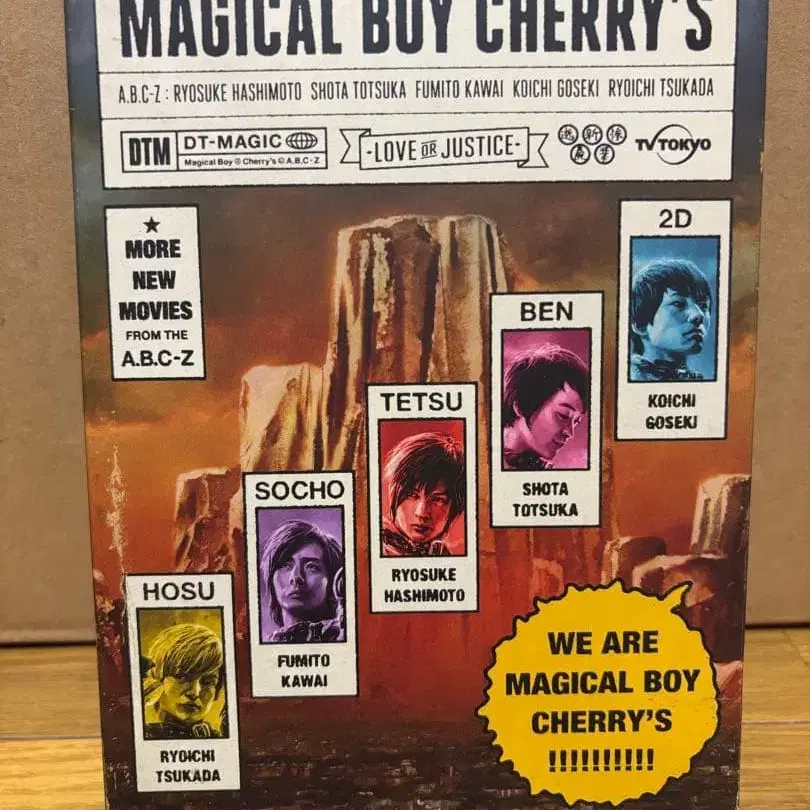 MAGICAL BOY CHERRY'S
A.B.C-Z : RYOSUKE HASHIMOTO SHOTA TOTSUKA FUMITO KAWAI KOICHI GOSEKI RYOICHI TSUKADA
DTM DT-MAGIC
Magical Boy © Cherry's © A.B.C-Z
-LOVE OR JUSTICE-
TV TOKYO
★
MORE
NEW
MOVIES
FROM THE
A.B.C-Z
2D
KOICHI
GOSEKI
BEN
SHOTA
TOTSUKA
TETSU
RYOSUKE
HASHIMOTO
SOCHO
FUMITO
KAWAI
HOSU
RYOICHI
TSUKADA
WE ARE
MAGICAL BOY
CHERRY'S
!!!!!!!!!!